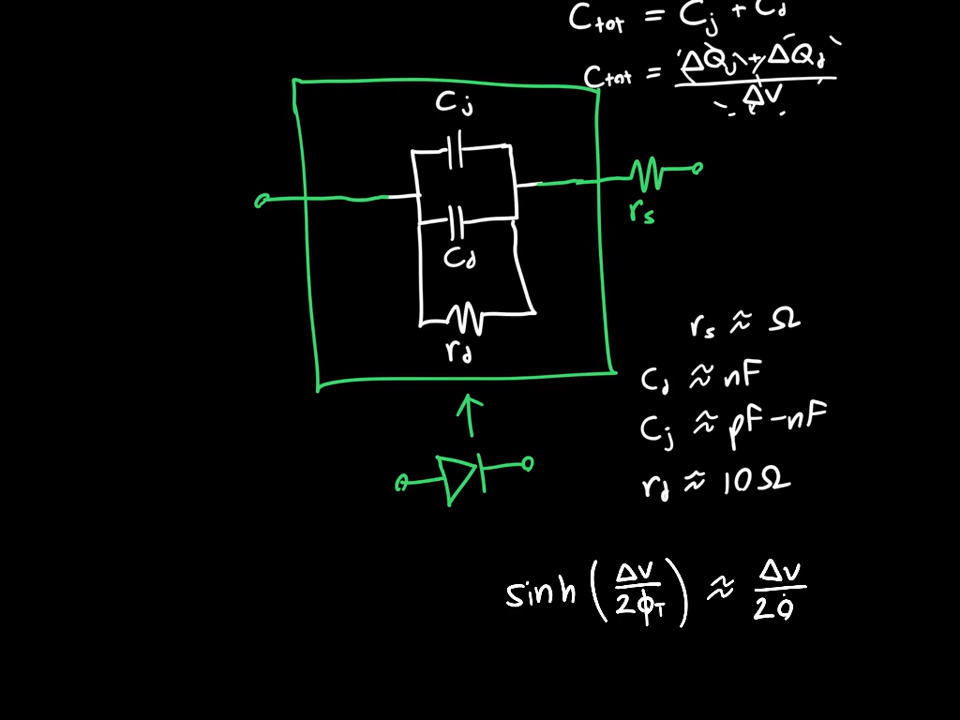 C_tot = C_j + C_d
C_tot = (ΔQ_j + ΔQ_d) / ΔV
C_j
r_s
C_d
r_d
r_s ≈ Ω
C_d ≈ nF
C_j ≈ pF-nF
r_d ≈ 10Ω
sinh (ΔV / 2ϕ_T) ≈ ΔV / 2ϕ